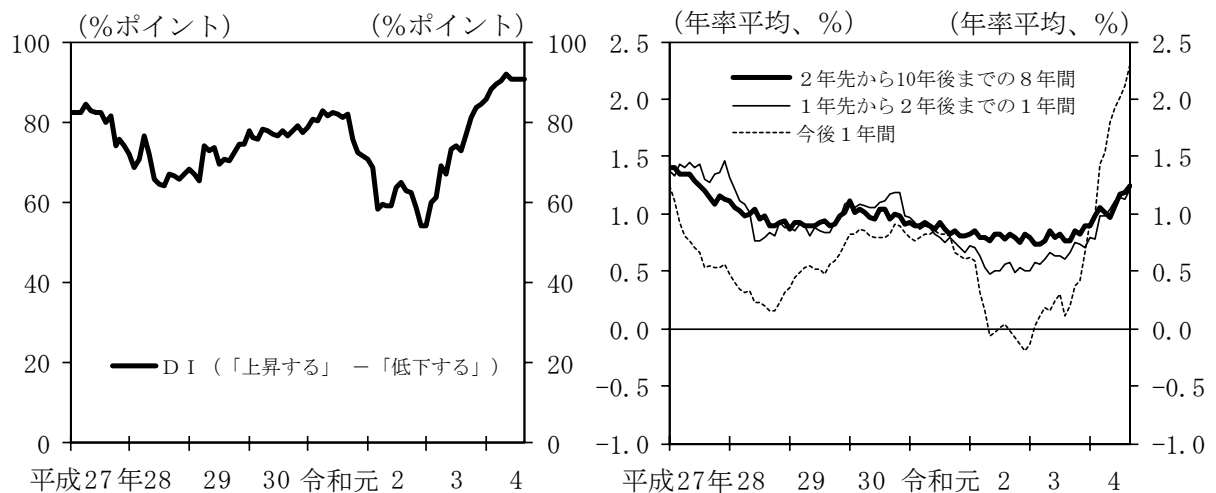 (%ポイント) (%ポイント)
100 100
80 80
60 60
40 40
20 20
0 0
DI（「上昇する」 －「低下する」）
平成27年28 29 30 令和元 2 3 4
(年率平均、%) (年率平均、%)
2.5 2.5
2.0 2.0
1.5 1.5
1.0 1.0
0.5 0.5
0.0 0.0
-0.5 -0.5
-1.0 -1.0
２年先から10年後までの８年間
１年先から２年後までの１年間
今後１年間
平成27年28 29 30 令和元 2 3 4